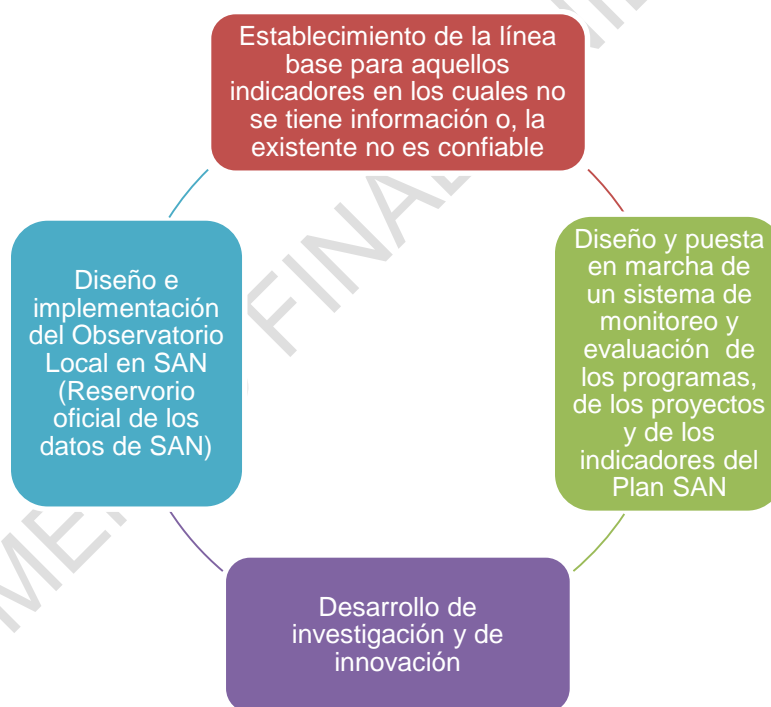 Establecimiento de la línea
base para aquellos
indicadores en los cuales no
se tiene información o, la
existente no es confiable
Diseño y puesta
en marcha de
un sistema de
monitoreo y
evaluación de
los programas,
de los proyectos
y de los
indicadores del
Plan SAN
Desarrollo de
investigación y de
innovación
Diseño e
implementación
del Observatorio
Local en SAN
(Reservorio
oficial de los
datos de SAN)
FINAL